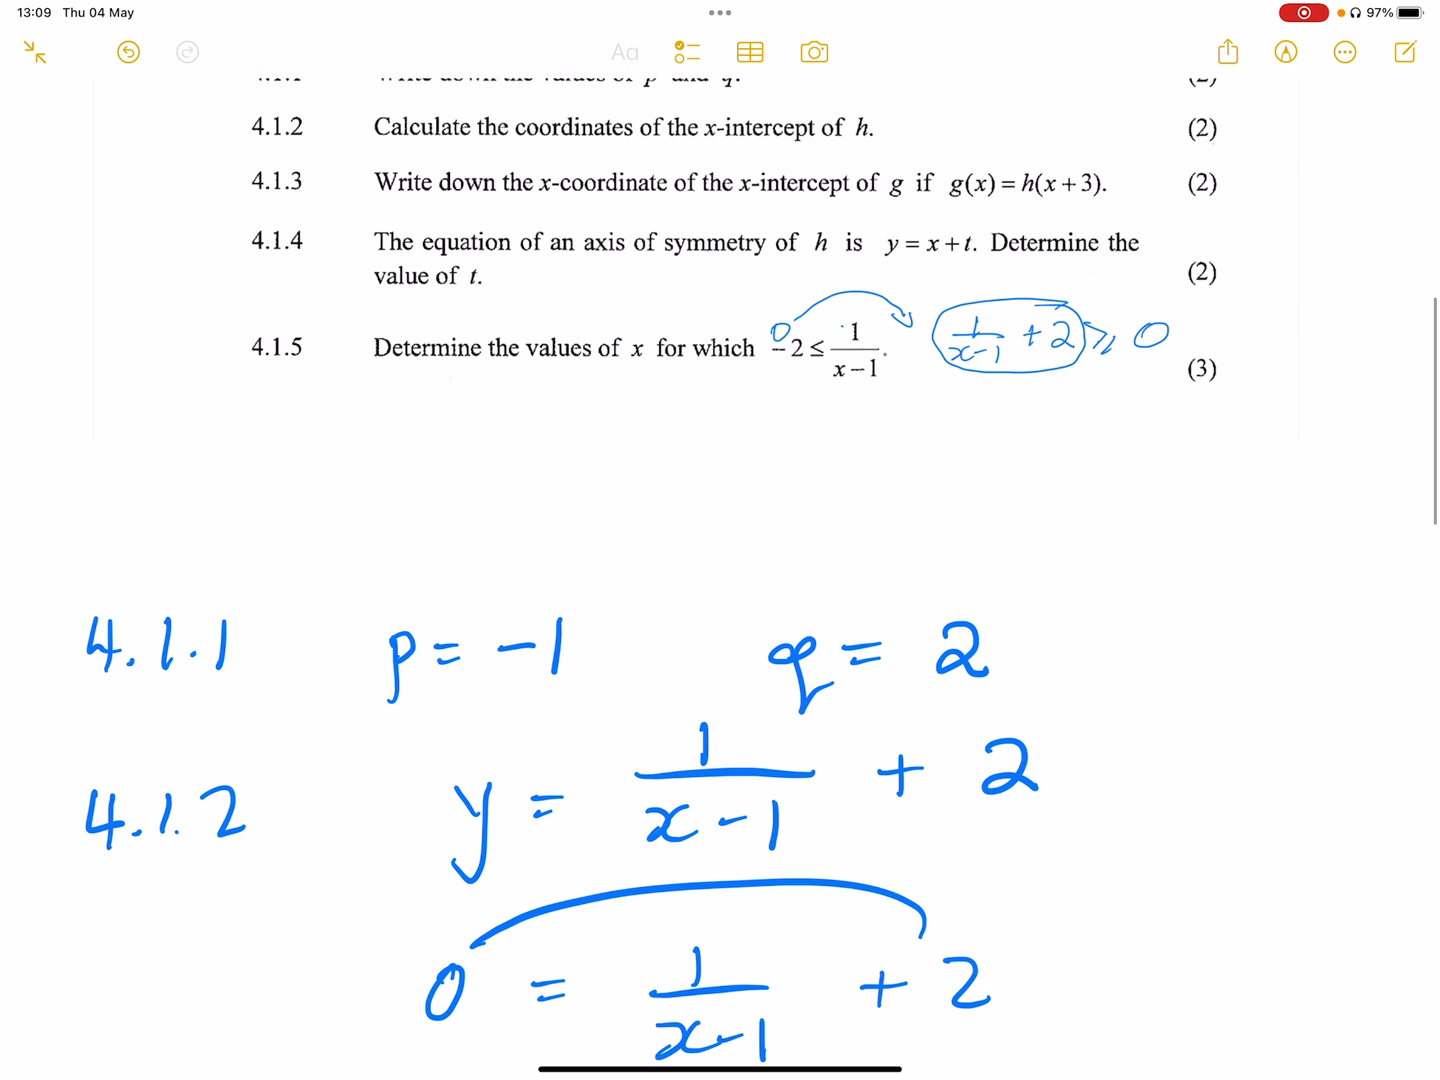 13:09 Thu 04 May 97%
Aa
4.1.2 Calculate the coordinates of the x-intercept of h. (2)
4.1.3 Write down the x-coordinate of the x-intercept of g if g(x) = h(x + 3). (2)
4.1.4 The equation of an axis of symmetry of h is y = x + t. Determine the
value of t. (2)
4.1.5 Determine the values of x for which -2 ≤ 1/(x-1). (3)
0
1/(x-1) + 2 ≥ 0
4.1.1 p = -1 q = 2
4.1.2 y = 1/(x-1) + 2
0 = 1/(x-1) + 2